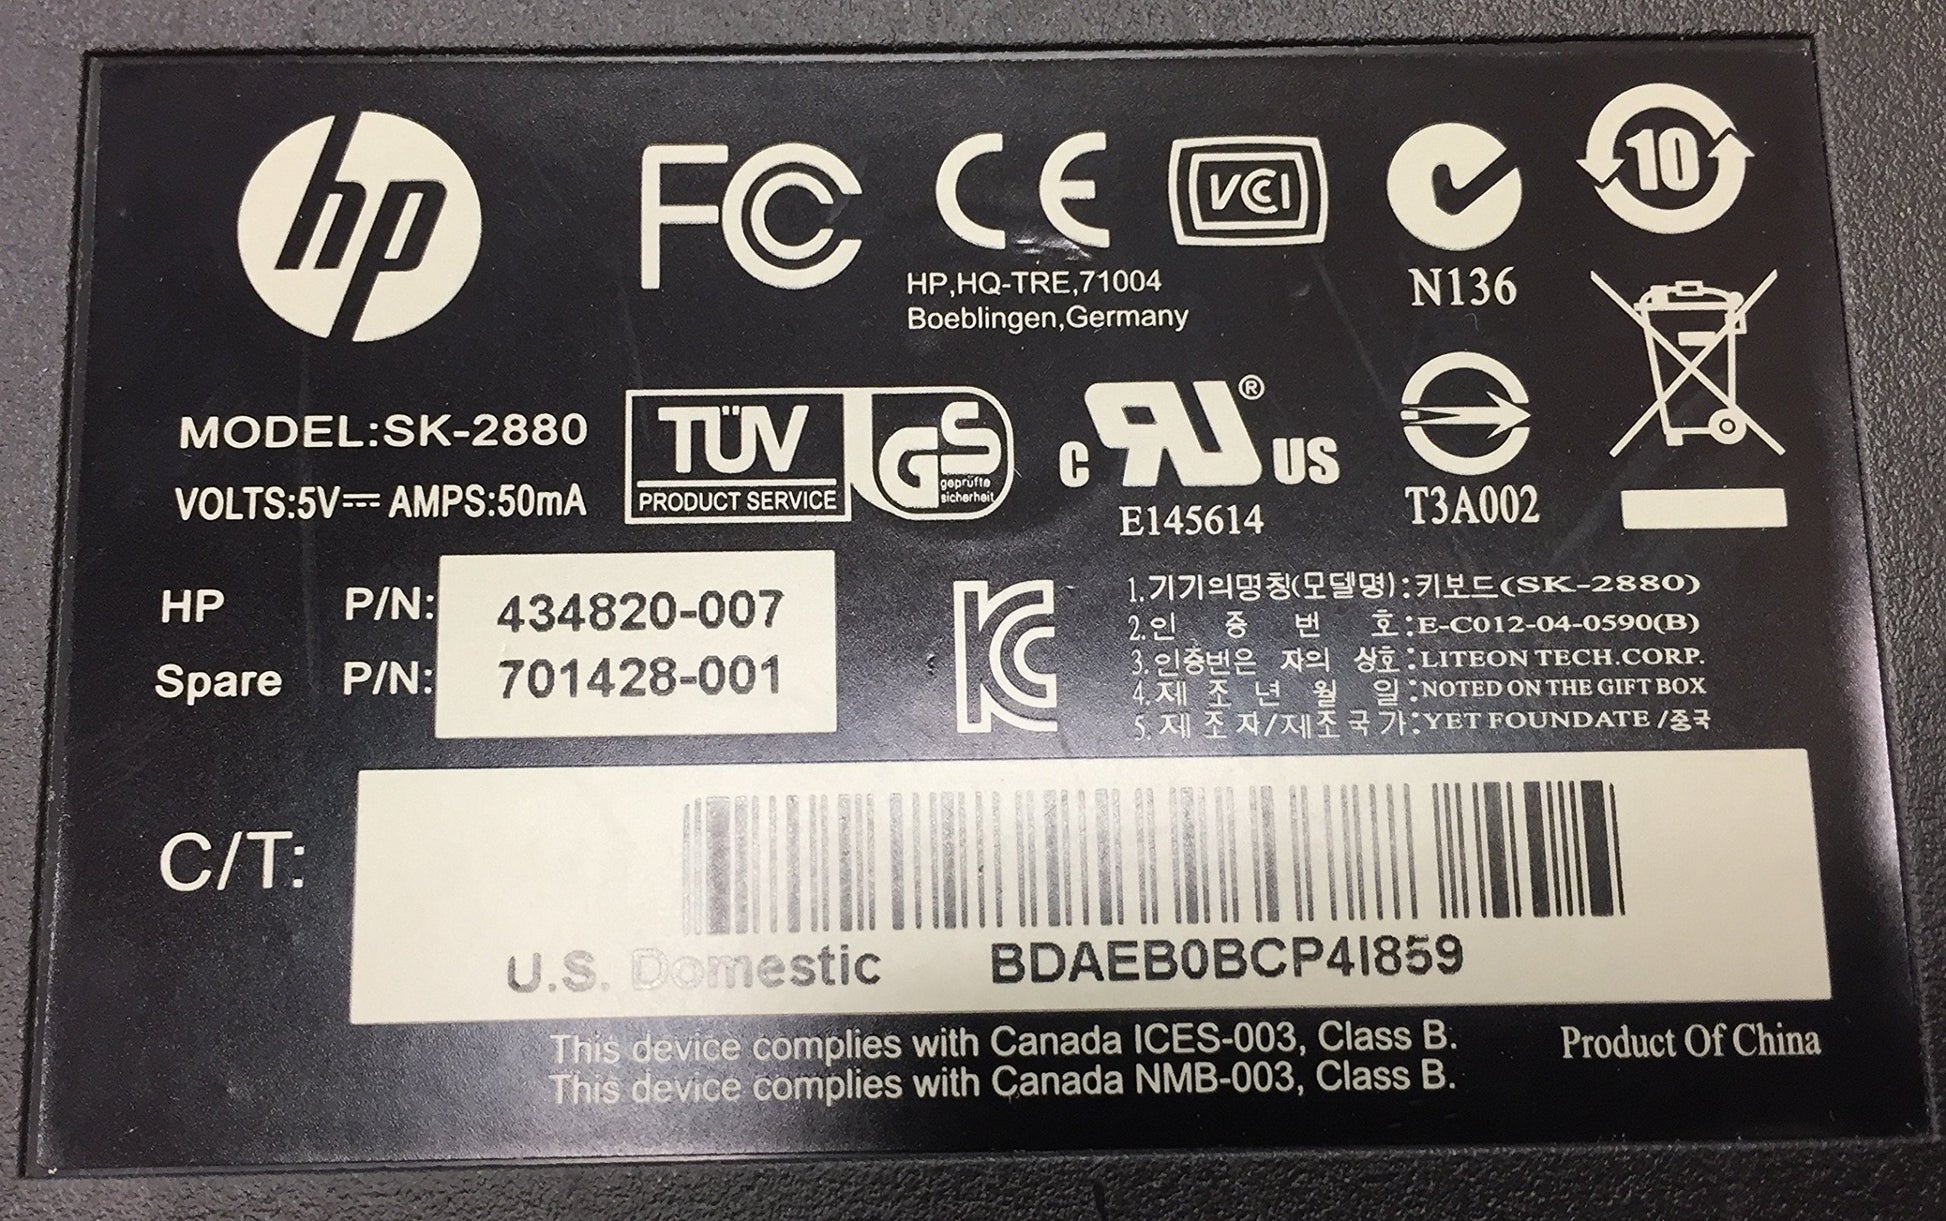 hp
FC CE VCCI
10
HP,HQ-TRE,71004
Boeblingen,Germany
N136
MODEL:SK-2880
VOLTS:5V⎓ AMPS:50mA
TÜV
PRODUCT SERVICE
GS
geprüfte
sicherheit
c RU® US
E145614
T3A002
HP P/N: 434820-007
Spare P/N: 701428-001
KC
1.기기의명칭(모델명):키보드(SK-2880)
2.인 증 번 호:E-C012-04-0590(B)
3.인증번은 자의 상호:LITEON TECH.CORP.
4.제 조 년 월 일:NOTED ON THE GIFT BOX
5.제 조 자/제조국가:YET FOUNDATE /중국
C/T:
U.S. Domestic BDAEB0BCP4I859
This device complies with Canada ICES-003, Class B.
This device complies with Canada NMB-003, Class B.
Product Of China